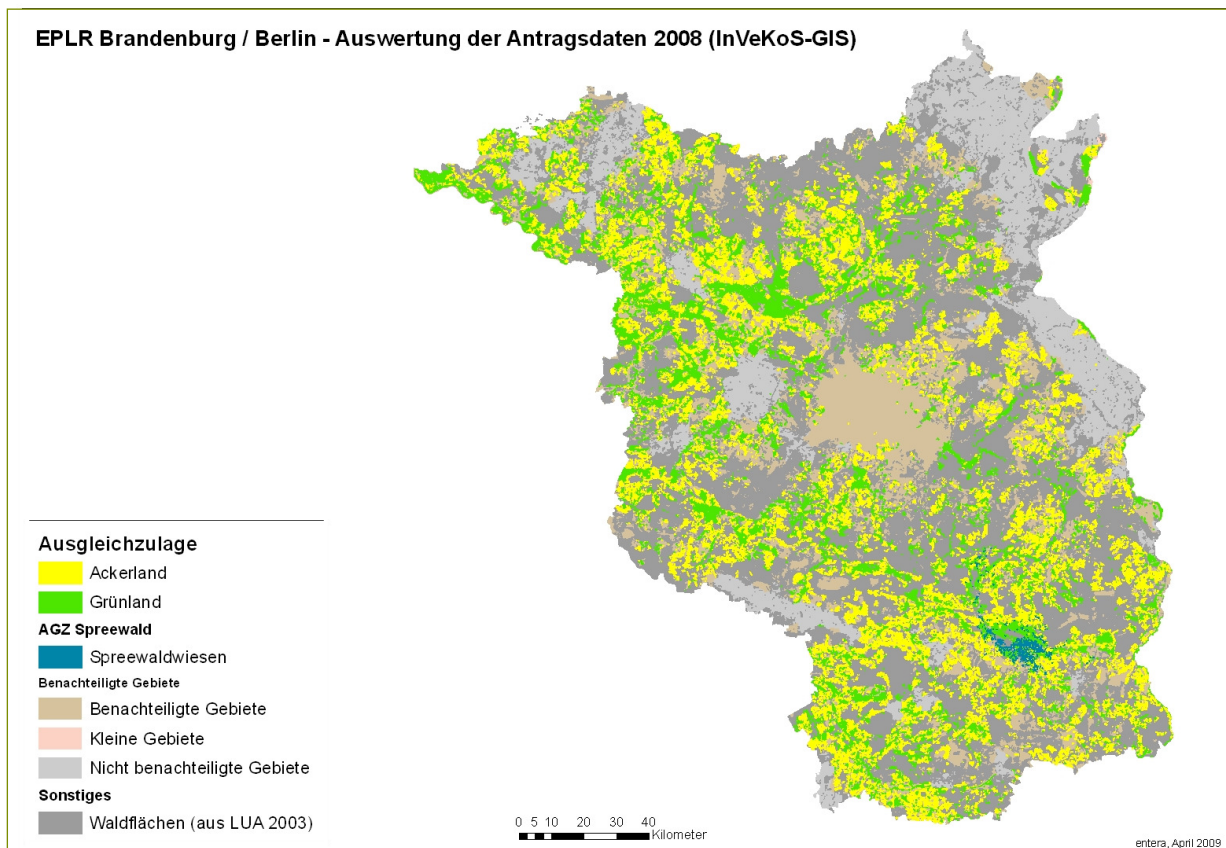 EPLR Brandenburg / Berlin - Auswertung der Antragsdaten 2008 (InVeKoS-GIS)
Ausgleichzulage
Ackerland
Grünland
AGZ Spreewald
Spreewaldwiesen
Benachteiligte Gebiete
Benachteiligte Gebiete
Kleine Gebiete
Nicht benachteiligte Gebiete
Sonstiges
Waldflächen (aus LUA 2003)
0 5 10 20 30 40
Kilometer
entera, April 2009